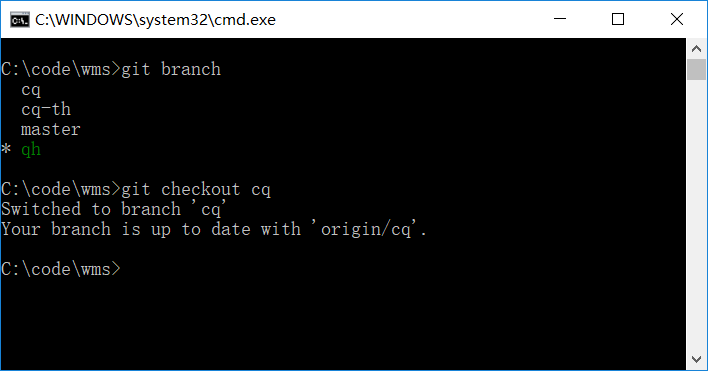 C:\WINDOWS\system32\cmd.exe
C:\code\wms>git branch
  cq
  cq-th
  master
* qh
C:\code\wms>git checkout cq
Switched to branch 'cq'
Your branch is up to date with 'origin/cq'.
C:\code\wms>